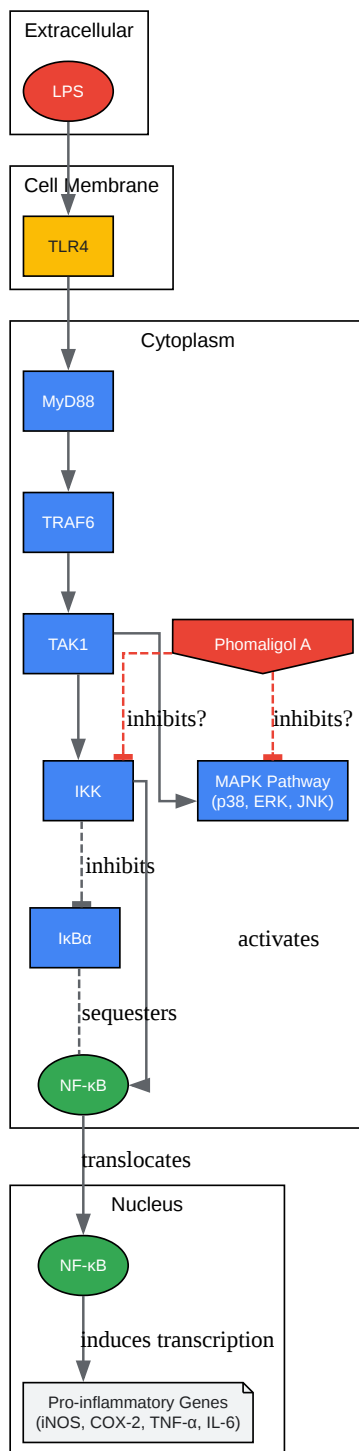 Extracellular
LPS
Cell Membrane
TLR4
Cytoplasm
MyD88
TRAF6
TAK1
Phomaligol A
inhibits?
inhibits?
IKK
MAPK Pathway
(p38, ERK, JNK)
inhibits
IκBα
activates
sequesters
NF-κB
translocates
Nucleus
NF-κB
induces transcription
Pro-inflammatory Genes
(iNOS, COX-2, TNF-α, IL-6)